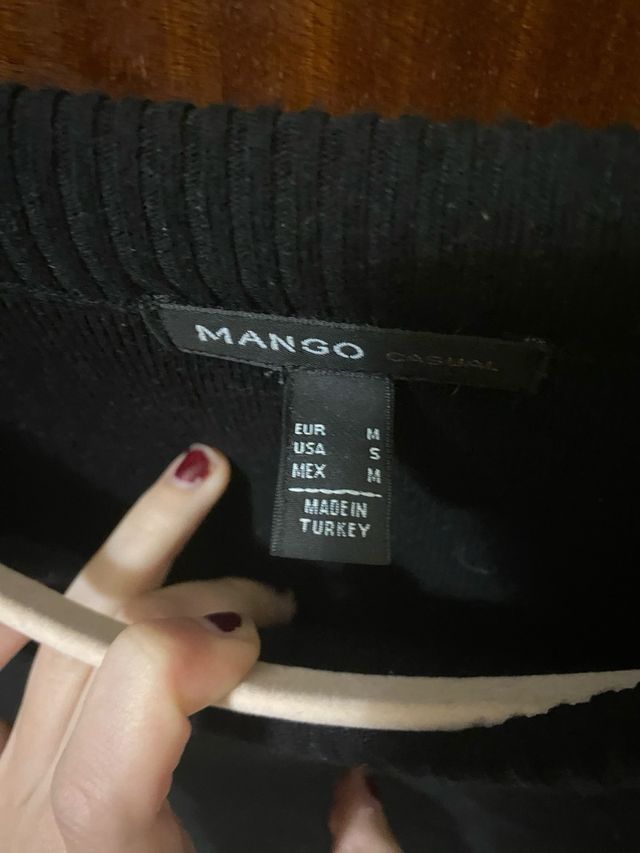 MANGO CASUAL
EUR M
USA S
MEX M
MADE IN
TURKEY